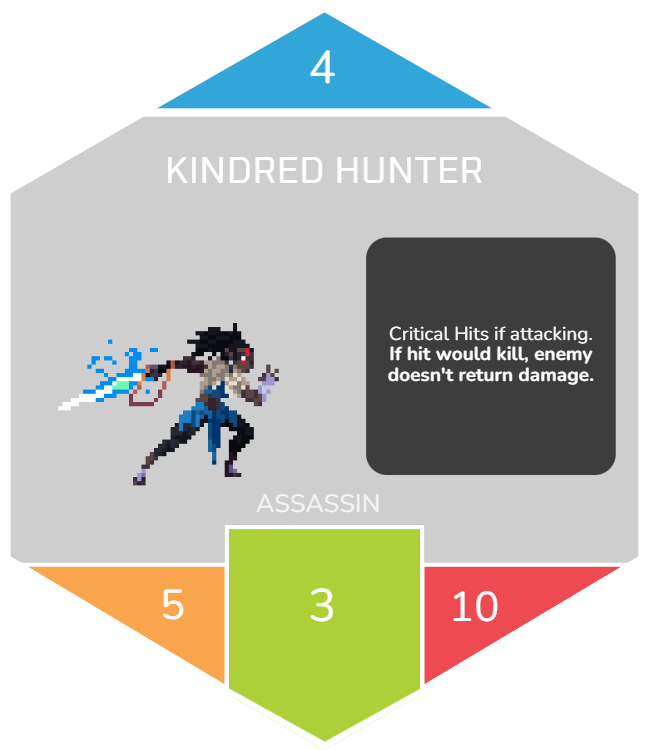 4
KINDRED HUNTER
Critical Hits if attacking.
If hit would kill, enemy
doesn't return damage.
ASSASSIN
5
3
10